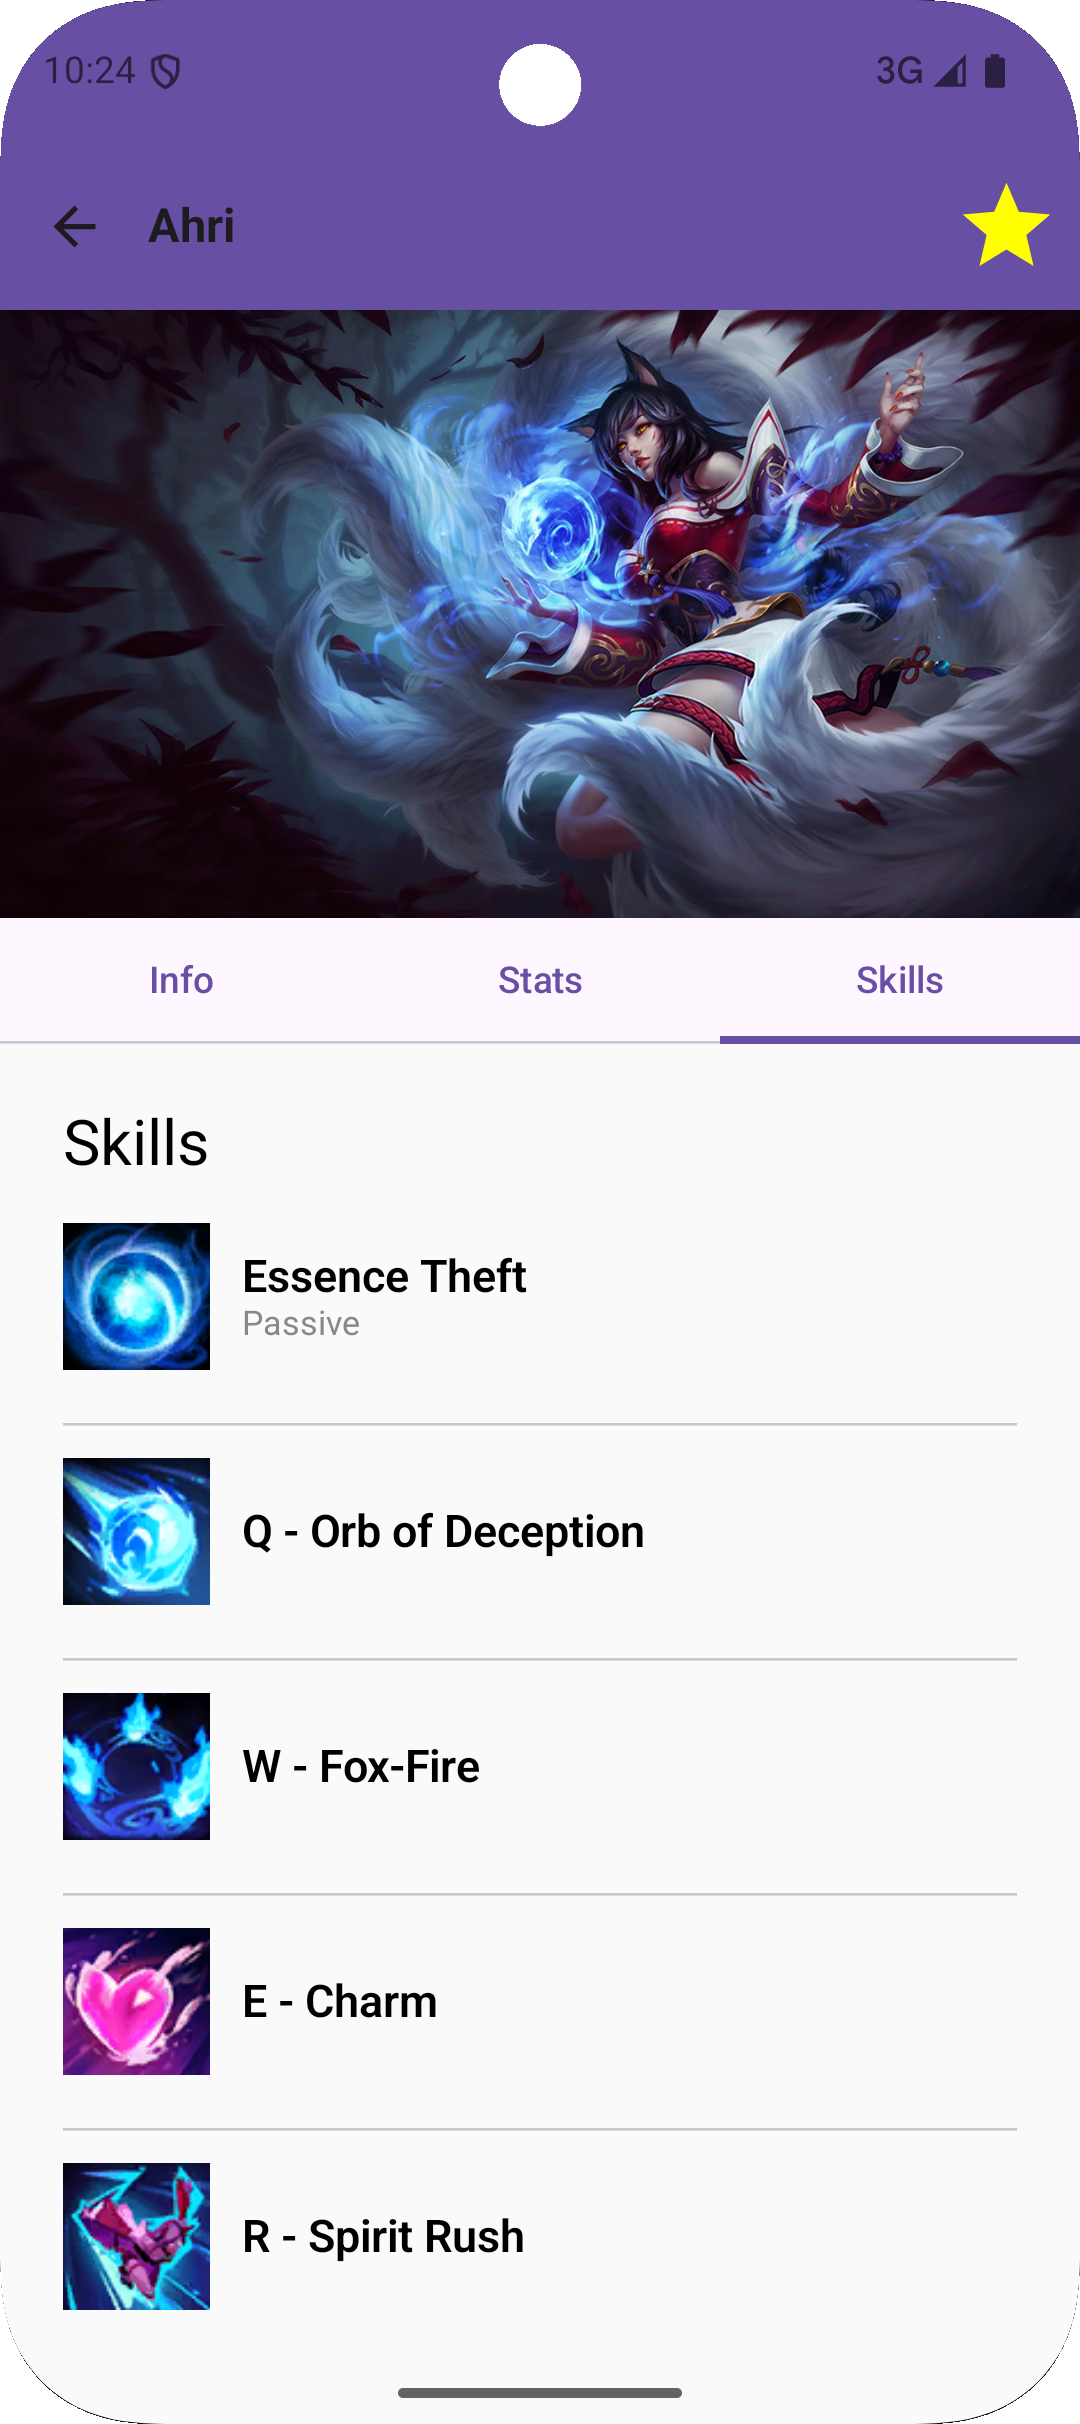 10:24
3G
Ahri
Info
Stats
Skills
Skills
Essence Theft
Passive
Q - Orb of Deception
W - Fox-Fire
E - Charm
R - Spirit Rush